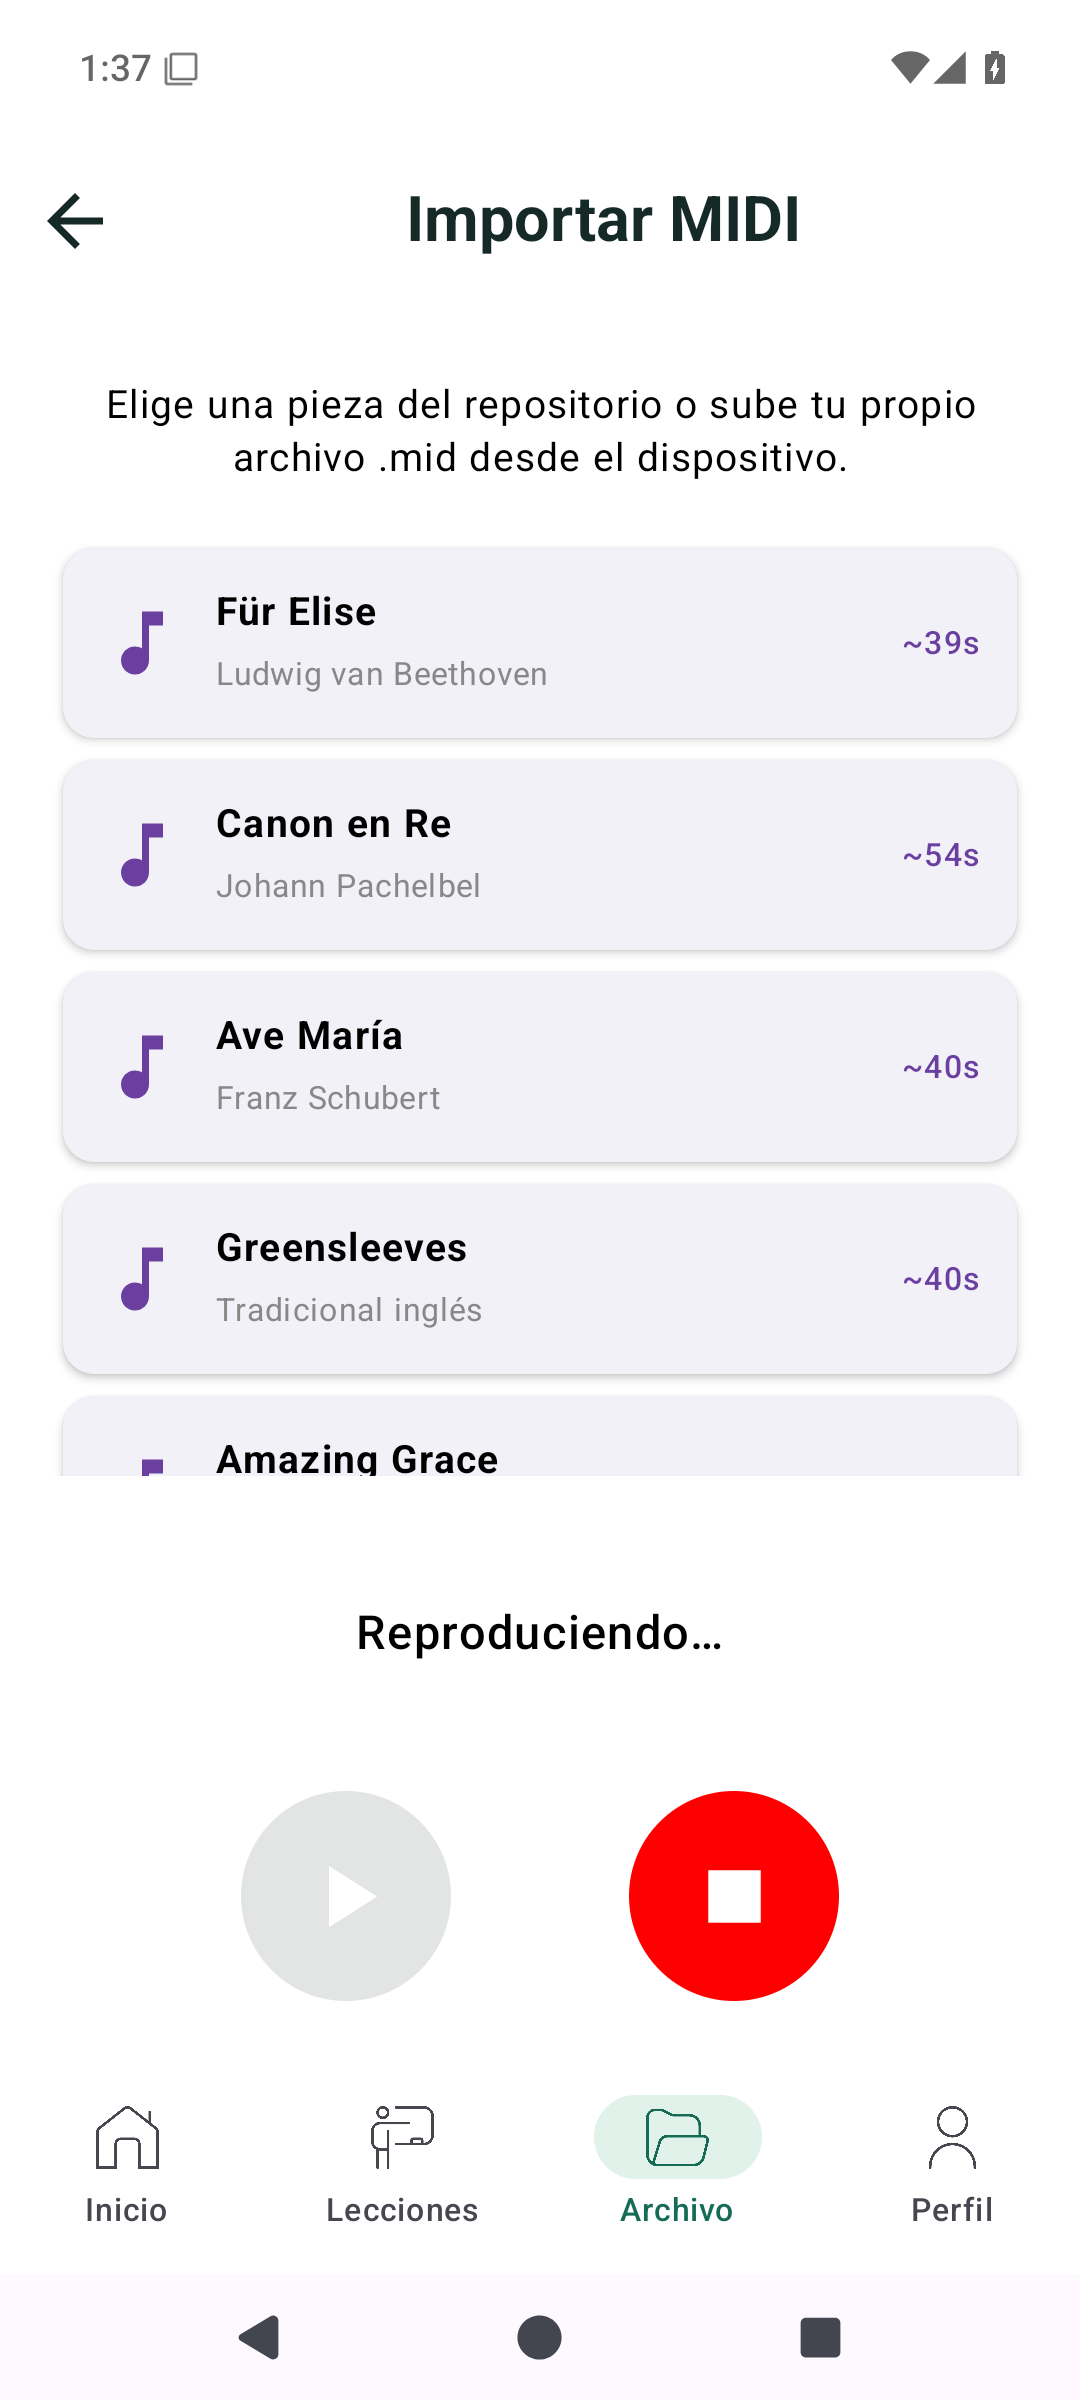 1:37
Importar MIDI
Elige una pieza del repositorio o sube tu propio
archivo .mid desde el dispositivo.
Für Elise
Ludwig van Beethoven
~39s
Canon en Re
Johann Pachelbel
~54s
Ave María
Franz Schubert
~40s
Greensleeves
Tradicional inglés
~40s
Amazing Grace
Reproduciendo...
Inicio
Lecciones
Archivo
Perfil